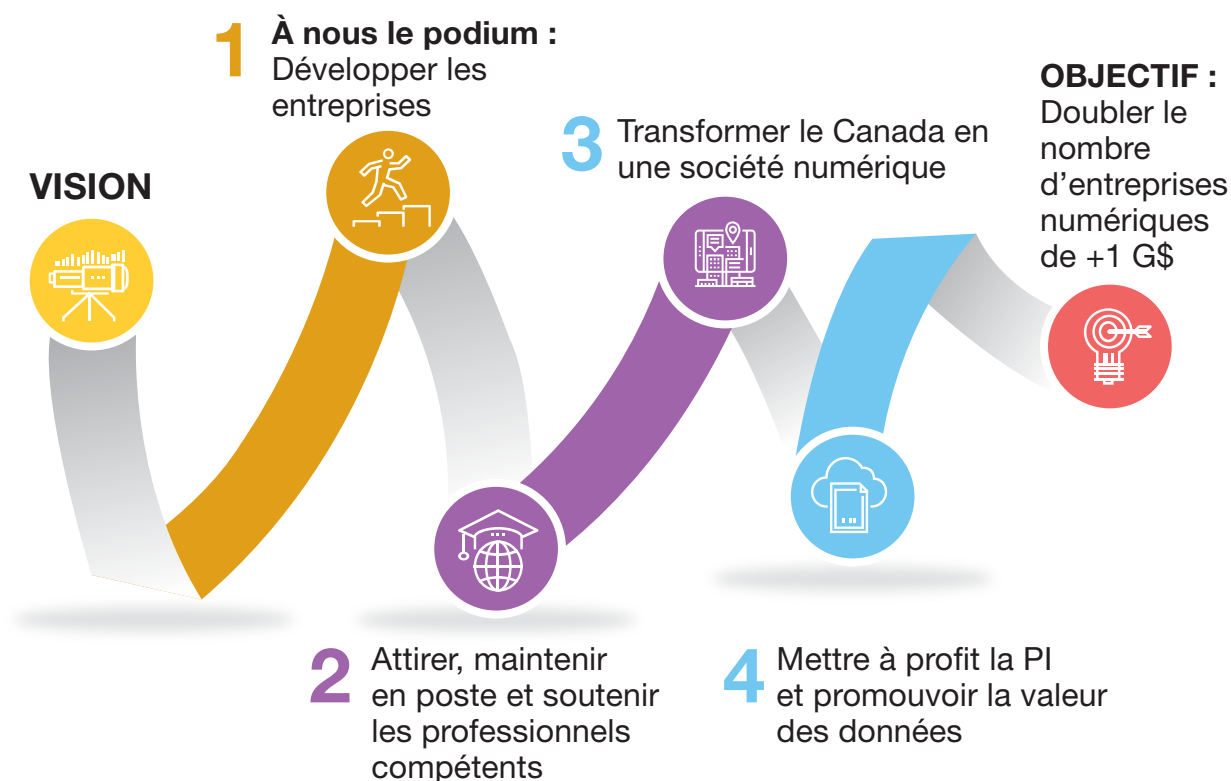 VISION
1
À nous le podium :
Développer les
entreprises
2
Attirer, maintenir
en poste et soutenir
les professionnels
compétents
3
Transformer le Canada en
une société numérique
4
Mettre à profit la PI
et promouvoir la valeur
des données
OBJECTIF :
Doubler le
nombre
d’entreprises
numériques
de +1 G$